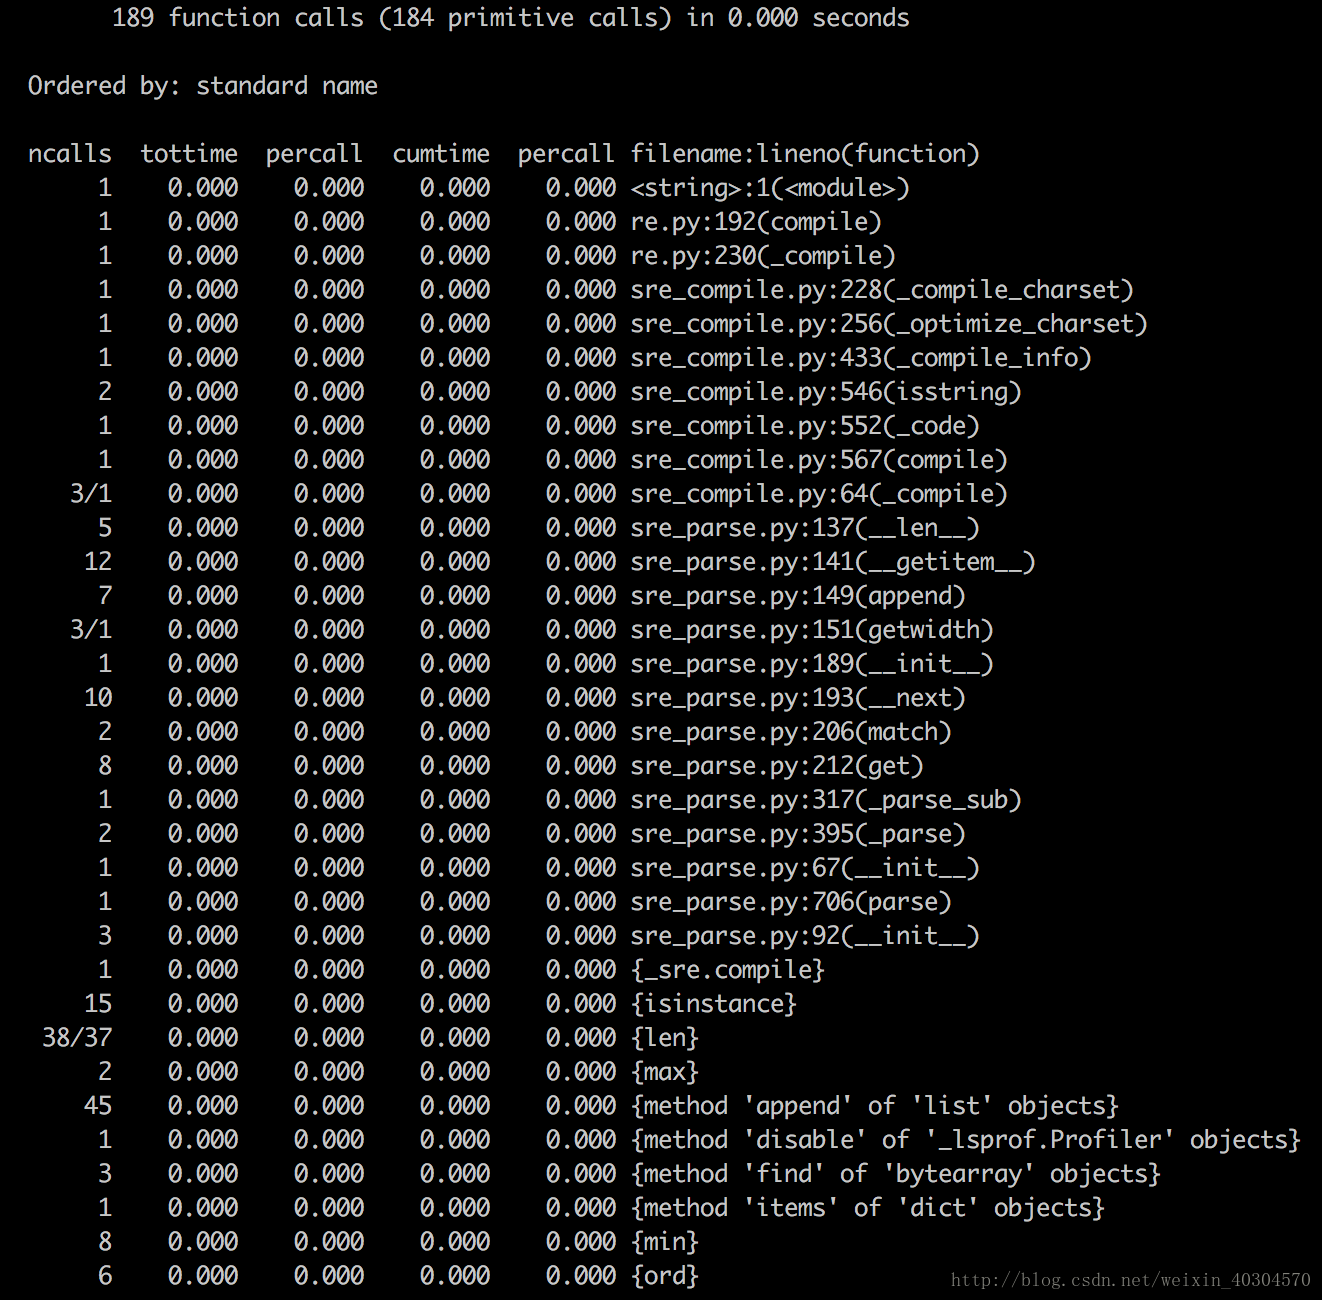 189 function calls (184 primitive calls) in 0.000 seconds
Ordered by: standard name
ncalls tottime percall cumtime percall filename:lineno(function)
1 0.000 0.000 0.000 0.000 <string>:1(<module>)
1 0.000 0.000 0.000 0.000 re.py:192(compile)
1 0.000 0.000 0.000 0.000 re.py:230(_compile)
1 0.000 0.000 0.000 0.000 sre_compile.py:228(_compile_charset)
1 0.000 0.000 0.000 0.000 sre_compile.py:256(_optimize_charset)
1 0.000 0.000 0.000 0.000 sre_compile.py:433(_compile_info)
2 0.000 0.000 0.000 0.000 sre_compile.py:546(isstring)
1 0.000 0.000 0.000 0.000 sre_compile.py:552(_code)
1 0.000 0.000 0.000 0.000 sre_compile.py:567(compile)
3/1 0.000 0.000 0.000 0.000 sre_compile.py:64(_compile)
5 0.000 0.000 0.000 0.000 sre_parse.py:137(__len__)
12 0.000 0.000 0.000 0.000 sre_parse.py:141(__getitem__)
7 0.000 0.000 0.000 0.000 sre_parse.py:149(append)
3/1 0.000 0.000 0.000 0.000 sre_parse.py:151(getwidth)
1 0.000 0.000 0.000 0.000 sre_parse.py:189(__init__)
10 0.000 0.000 0.000 0.000 sre_parse.py:193(__next)
2 0.000 0.000 0.000 0.000 sre_parse.py:206(match)
8 0.000 0.000 0.000 0.000 sre_parse.py:212(get)
1 0.000 0.000 0.000 0.000 sre_parse.py:317(_parse_sub)
2 0.000 0.000 0.000 0.000 sre_parse.py:395(_parse)
1 0.000 0.000 0.000 0.000 sre_parse.py:67(__init__)
1 0.000 0.000 0.000 0.000 sre_parse.py:706(parse)
3 0.000 0.000 0.000 0.000 sre_parse.py:92(__init__)
1 0.000 0.000 0.000 0.000 {_sre.compile}
15 0.000 0.000 0.000 0.000 {isinstance}
38/37 0.000 0.000 0.000 0.000 {len}
2 0.000 0.000 0.000 0.000 {max}
45 0.000 0.000 0.000 0.000 {method 'append' of 'list' objects}
1 0.000 0.000 0.000 0.000 {method 'disable' of '_lsprof.Profiler' objects}
3 0.000 0.000 0.000 0.000 {method 'find' of 'bytearray' objects}
1 0.000 0.000 0.000 0.000 {method 'items' of 'dict' objects}
8 0.000 0.000 0.000 0.000 {min}
6 0.000 0.000 0.000 0.000 {ord}
http://blog.csdn.net/weixin_40304570